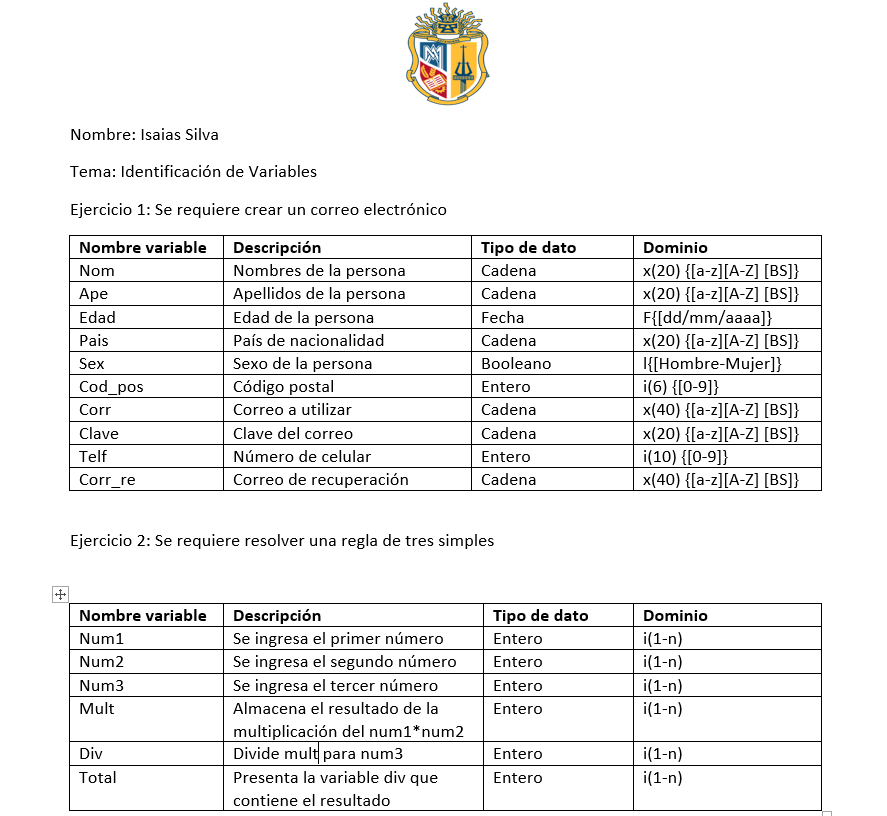 Nombre: Isaias Silva
Tema: Identificación de Variables
Ejercicio 1: Se requiere crear un correo electrónico
Nombre variable Descripción Tipo de dato Dominio
Nom Nombres de la persona Cadena x(20) {[a-z][A-Z] [BS]}
Ape Apellidos de la persona Cadena x(20) {[a-z][A-Z] [BS]}
Edad Edad de la persona Fecha F{[dd/mm/aaaa]}
Pais País de nacionalidad Cadena x(20) {[a-z][A-Z] [BS]}
Sex Sexo de la persona Booleano l{[Hombre-Mujer]}
Cod_pos Código postal Entero i(6) {[0-9]}
Corr Correo a utilizar Cadena x(40) {[a-z][A-Z] [BS]}
Clave Clave del correo Cadena x(20) {[a-z][A-Z] [BS]}
Telf Número de celular Entero i(10) {[0-9]}
Corr_re Correo de recuperación Cadena x(40) {[a-z][A-Z] [BS]}
Ejercicio 2: Se requiere resolver una regla de tres simples
Nombre variable Descripción Tipo de dato Dominio
Num1 Se ingresa el primer número Entero i(1-n)
Num2 Se ingresa el segundo número Entero i(1-n)
Num3 Se ingresa el tercer número Entero i(1-n)
Mult Almacena el resultado de la Entero i(1-n)
multiplicación del num1*num2
Div Divide mult para num3 Entero i(1-n)
Total Presenta la variable div que Entero i(1-n)
contiene el resultado